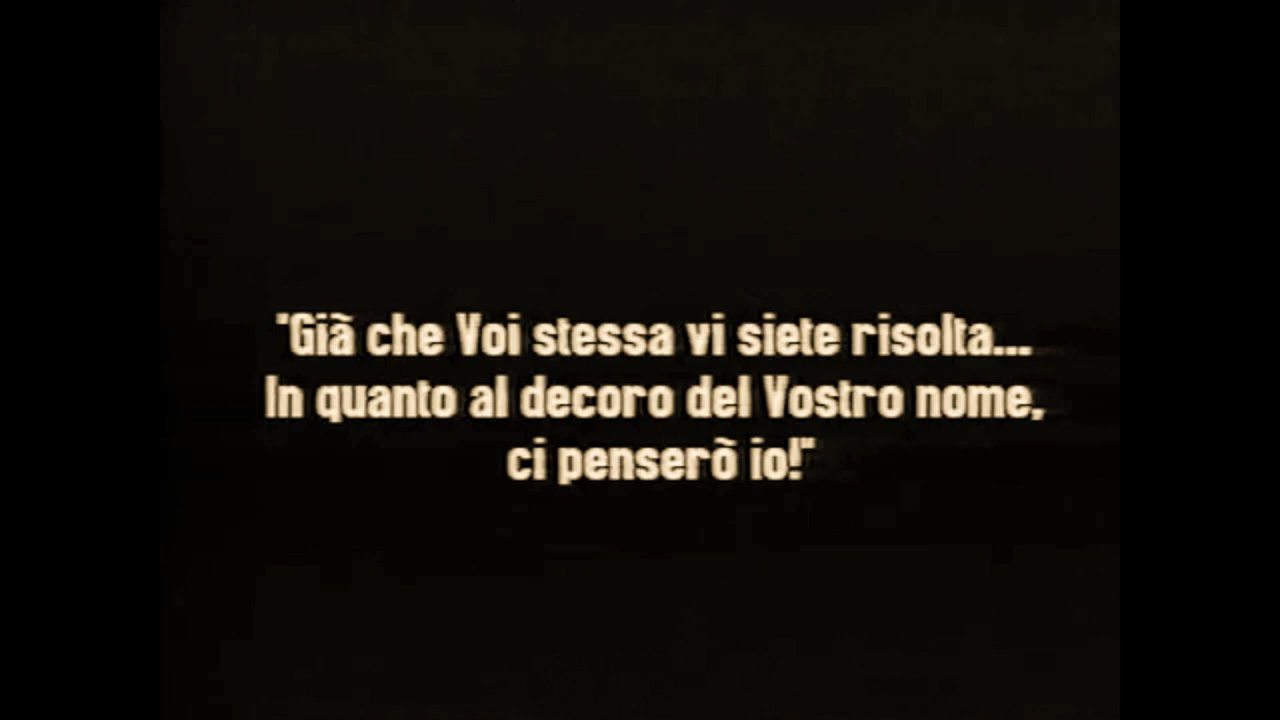 "Già che Voi stessa vi siete risolta...
In quanto al decoro del Vostro nome,
ci penserò io!"